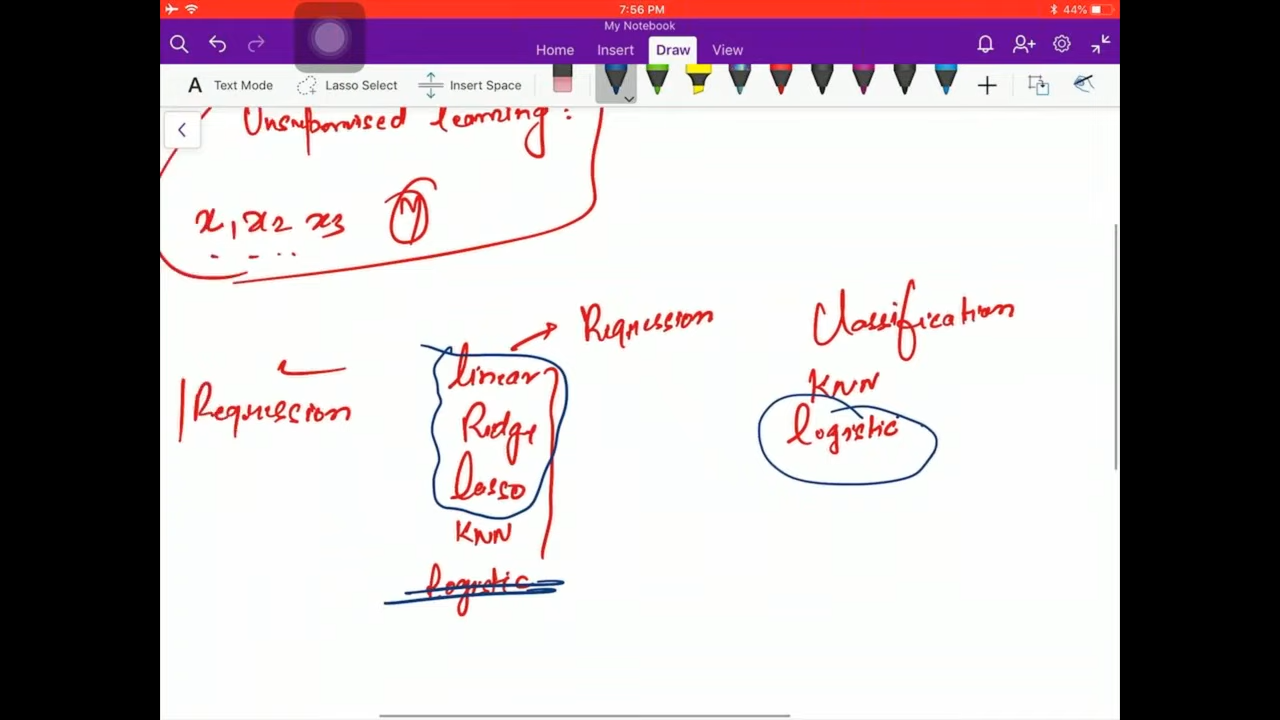 7:56 PM
44%
My Notebook
Home Insert Draw View
Text Mode Lasso Select Insert Space
Unsupervised learning:
x1 x2 x3 Y
Regression
Classification
|Regression
linear
Ridge
Lasso
KNN
logistic
KNN
logistic